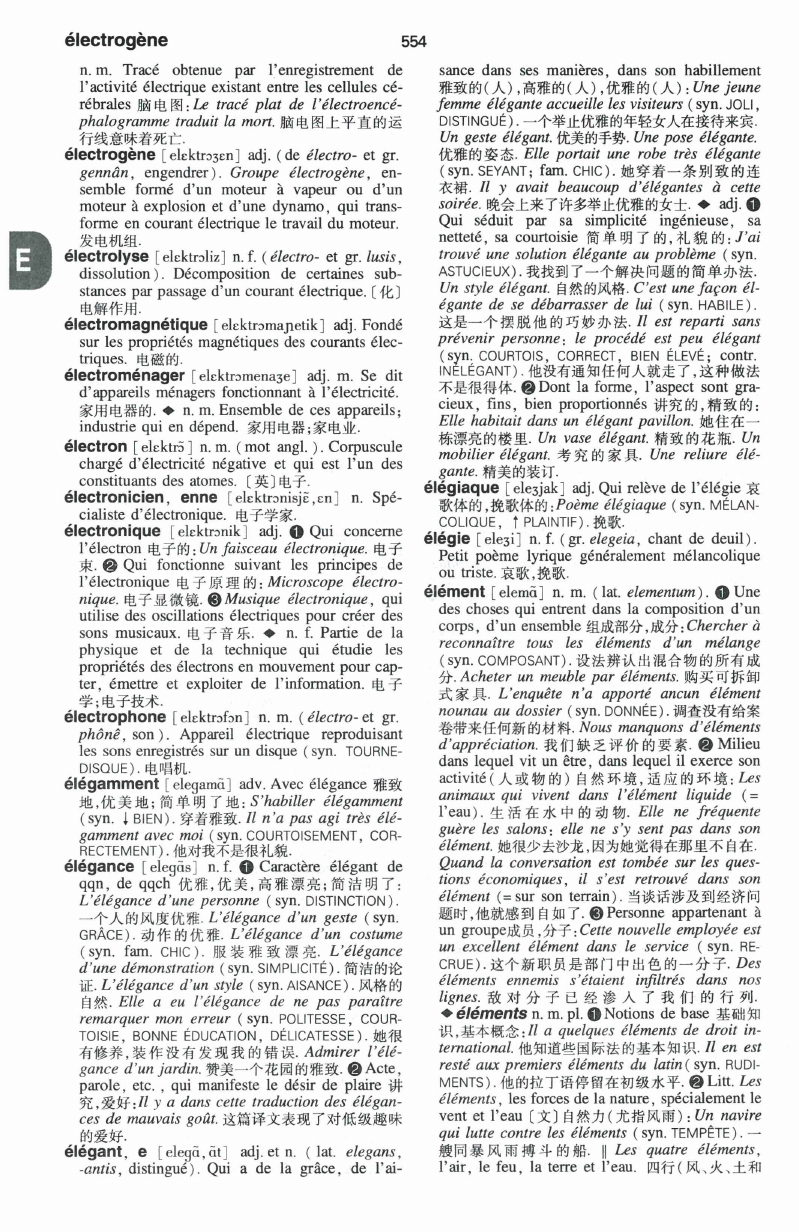 électrogène
554
n. m. Tracé obtenue par l'enregistrement de
l'activité électrique existant entre les cellules cé-
rébrales 脑电图:Le tracé plat de l'électroencé-
phalogramme traduit la mort. 脑电图上平直的运
行线意味着死亡.
électrogène [elɛktrɔʒɛn] adj. (de électro- et gr.
gennân, engendrer). Groupe électrogène, en-
semble formé d'un moteur à vapeur ou d'un
moteur à explosion et d'une dynamo, qui trans-
forme en courant électrique le travail du moteur.
发电机组.
électrolyse [elɛktrɔliz] n. f. (électro- et gr. lusis,
dissolution). Décomposition de certaines sub-
stances par passage d'un courant électrique.〔化〕
电解作用.
électromagnétique [elɛktrɔmaɲetik] adj. Fondé
sur les propriétés magnétiques des courants élec-
triques. 电磁的.
électroménager [elɛktrɔmenaʒe] adj. m. Se dit
d'appareils ménagers fonctionnant à l'électricité.
家用电器的. ◆ n. m. Ensemble de ces appareils;
industrie qui en dépend. 家用电器;家电业.
électron [elɛktrɔ̃] n. m. (mot angl.). Corpuscule
chargé d'électricité négative et qui est l'un des
constituants des atomes.〔英〕电子.
électronicien, enne [elɛktrɔnisjɛ̃,ɛn] n. Spé-
cialiste d'électronique. 电子学家.
électronique [elɛktrɔnik] adj. ❶ Qui concerne
l'électron 电子的:Un faisceau électronique. 电子
束. ❷ Qui fonctionne suivant les principes de
l'électronique 电子原理的: Microscope électro-
nique. 电子显微镜. ❸ Musique électronique, qui
utilise des oscillations électriques pour créer des
sons musicaux. 电子音乐. ◆ n. f. Partie de la
physique et de la technique qui étudie les
propriétés des électrons en mouvement pour cap-
ter, émettre et exploiter de l'information. 电子
学;电子技术.
électrophone [elɛktrɔfɔn] n. m. (électro- et gr.
phônê, son). Appareil électrique reproduisant
les sons enregistrés sur un disque (syn. TOURNE-
DISQUE). 电唱机.
élégamment [elegamɑ̃] adv. Avec élégance 雅致
地,优美地; 简单明了地: S'habiller élégamment
(syn. ↓BIEN). 穿着雅致. Il n'a pas agi très élé-
gamment avec moi (syn. COURTOISEMENT, COR-
RECTEMENT). 他对我不是很礼貌.
élégance [elegɑ̃s] n. f. ❶ Caractère élégant de
qqn, de qqch 优雅,优美,高雅漂亮;简洁明了:
L'élégance d'une personne (syn. DISTINCTION).
一个人的风度优雅. L'élégance d'un geste (syn.
GRÂCE). 动作的优雅. L'élégance d'un costume
(syn. fam. CHIC). 服装雅致漂亮. L'élégance
d'une démonstration (syn. SIMPLICITÉ). 简洁的论
证. L'élégance d'un style (syn. AISANCE). 风格的
自然. Elle a eu l'élégance de ne pas paraître
remarquer mon erreur (syn. POLITESSE, COUR-
TOISIE, BONNE ÉDUCATION, DÉLICATESSE). 她很
有修养,装作没有发现我的错误. Admirer l'élé-
gance d'un jardin. 赞美一个花园的雅致. ❷ Acte,
parole, etc., qui manifeste le désir de plaire 讲
究,爱好:Il y a dans cette traduction des élégan-
ces de mauvais goût. 这篇译文表现了对低级趣味
的爱好.
élégant, e [elegɑ̃,ɑ̃t] adj. et n. (lat. elegans,
-antis, distingué). Qui a de la grâce, de l'ai-
sance dans ses manières, dans son habillement
雅致的(人),高雅的(人),优雅的(人): Une jeune
femme élégante accueille les visiteurs (syn. JOLI,
DISTINGUÉ). 一个举止优雅的年轻女人在接待来宾.
Un geste élégant. 优美的手势. Une pose élégante.
优雅的姿态. Elle portait une robe très élégante
(syn. SEYANT; fam. CHIC). 她穿着一条别致的连
衣裙. Il y avait beaucoup d'élégantes à cette
soirée. 晚会上来了许多举止优雅的女士. ◆ adj. ❶
Qui séduit par sa simplicité ingénieuse, sa
netteté, sa courtoisie 简单明了的,礼貌的: J'ai
trouvé une solution élégante au problème (syn.
ASTUCIEUX). 我找到了一个解决问题的简单办法.
Un style élégant. 自然的风格. C'est une façon él-
égante de se débarrasser de lui (syn. HABILE).
这是一个摆脱他的巧妙办法. Il est reparti sans
prévenir personne: le procédé est peu élégant
(syn. COURTOIS, CORRECT, BIEN ÉLEVÉ; contr.
INÉLÉGANT). 他没有通知任何人就走了,这种做法
不是很得体. ❷ Dont la forme, l'aspect sont gra-
cieux, fins, bien proportionnés 讲究的,精致的:
Elle habitait dans un élégant pavillon. 她住在一
栋漂亮的楼里. Un vase élégant. 精致的花瓶. Un
mobilier élégant. 考究的家具. Une reliure élé-
gante. 精美的装订.
élégiaque [eleʒjak] adj. Qui relève de l'élégie 哀
歌体的,挽歌体的:Poème élégiaque (syn. MÉLAN-
COLIQUE, ↑PLAINTIF). 挽歌.
élégie [eleʒi] n. f. (gr. elegeia, chant de deuil).
Petit poème lyrique généralement mélancolique
ou triste. 哀歌,挽歌.
élément [elemɑ̃] n. m. (lat. elementum). ❶ Une
des choses qui entrent dans la composition d'un
corps, d'un ensemble 组成部分,成分:Chercher à
reconnaître tous les éléments d'un mélange
(syn. COMPOSANT). 设法辨认出混合物的所有成
分. Acheter un meuble par éléments. 购买可拆卸
式家具. L'enquête n'a apporté ancun élément
nounau au dossier (syn. DONNÉE). 调查没有给案
卷带来任何新的材料. Nous manquons d'éléments
d'appréciation. 我们缺乏评价的要素. ❷ Milieu
dans lequel vit un être, dans lequel il exerce son
activité(人或物的)自然环境,适应的环境: Les
animaux qui vivent dans l'élément liquide (=
l'eau). 生活在水中的动物. Elle ne fréquente
guère les salons: elle ne s'y sent pas dans son
élément. 她很少去沙龙,因为她觉得在那里不自在.
Quand la conversation est tombée sur les ques-
tions économiques, il s'est retrouvé dans son
élément (= sur son terrain). 当谈话涉及到经济问
题时,他就感到自如了. ❸ Personne appartenant à
un groupe成员,分子:Cette nouvelle employée est
un excellent élément dans le service (syn. RE-
CRUE). 这个新职员是部门中出色的一分子. Des
éléments ennemis s'étaient infiltrés dans nos
lignes. 敌对分子已经渗入了我们的行列.
◆ éléments n. m. pl. ❶ Notions de base 基础知
识,基本概念:Il a quelques éléments de droit in-
ternational. 他知道些国际法的基本知识. Il en est
resté aux premiers éléments du latin( syn. RUDI-
MENTS). 他的拉丁语停留在初级水平. ❷ Litt. Les
éléments, les forces de la nature, spécialement le
vent et l'eau〔文〕自然力(尤指风雨): Un navire
qui lutte contre les éléments (syn. TEMPÊTE). 一
艘同暴风雨搏斗的船. ‖ Les quatre éléments,
l'air, le feu, la terre et l'eau. 四行(风、火、土和
E